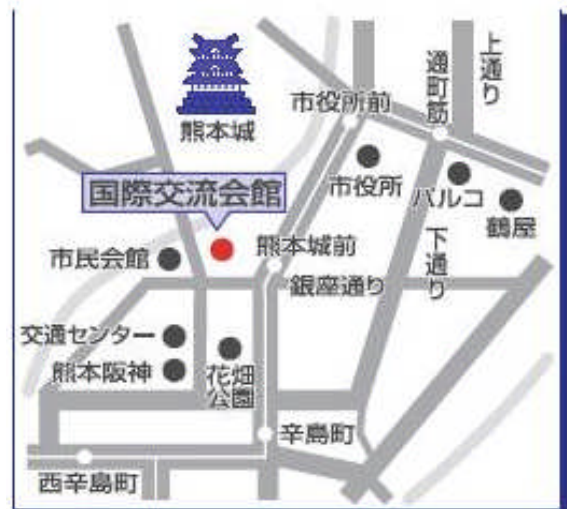 上通り
通町筋
市役所前
熊本城
市役所
パルコ
鶴屋
国際交流会館
熊本城前
市民会館
下通り
銀座通り
交通センター
花畑
公園
熊本阪神
辛島町
西辛島町